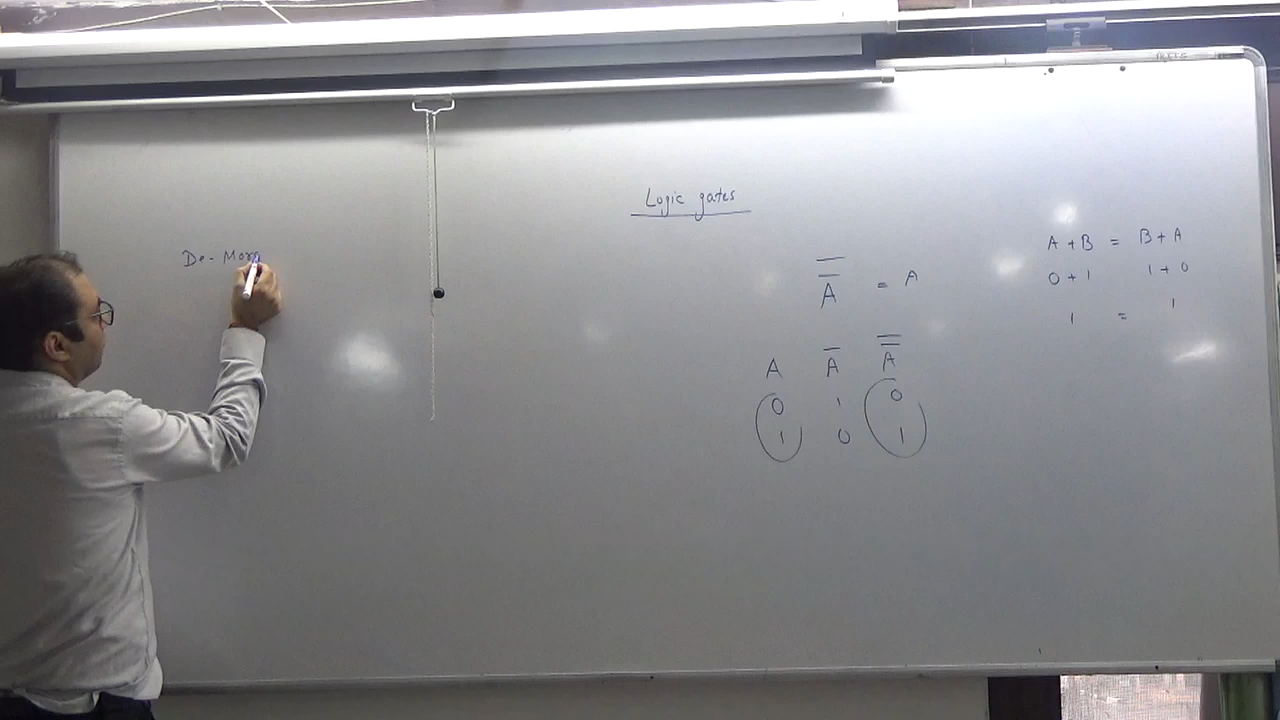 Logic gates
De-Morg
A̿ = A
A A̅ A̿
0 1 0
1 0 1
A+B = B+A
0+1 1+0
1 = 1